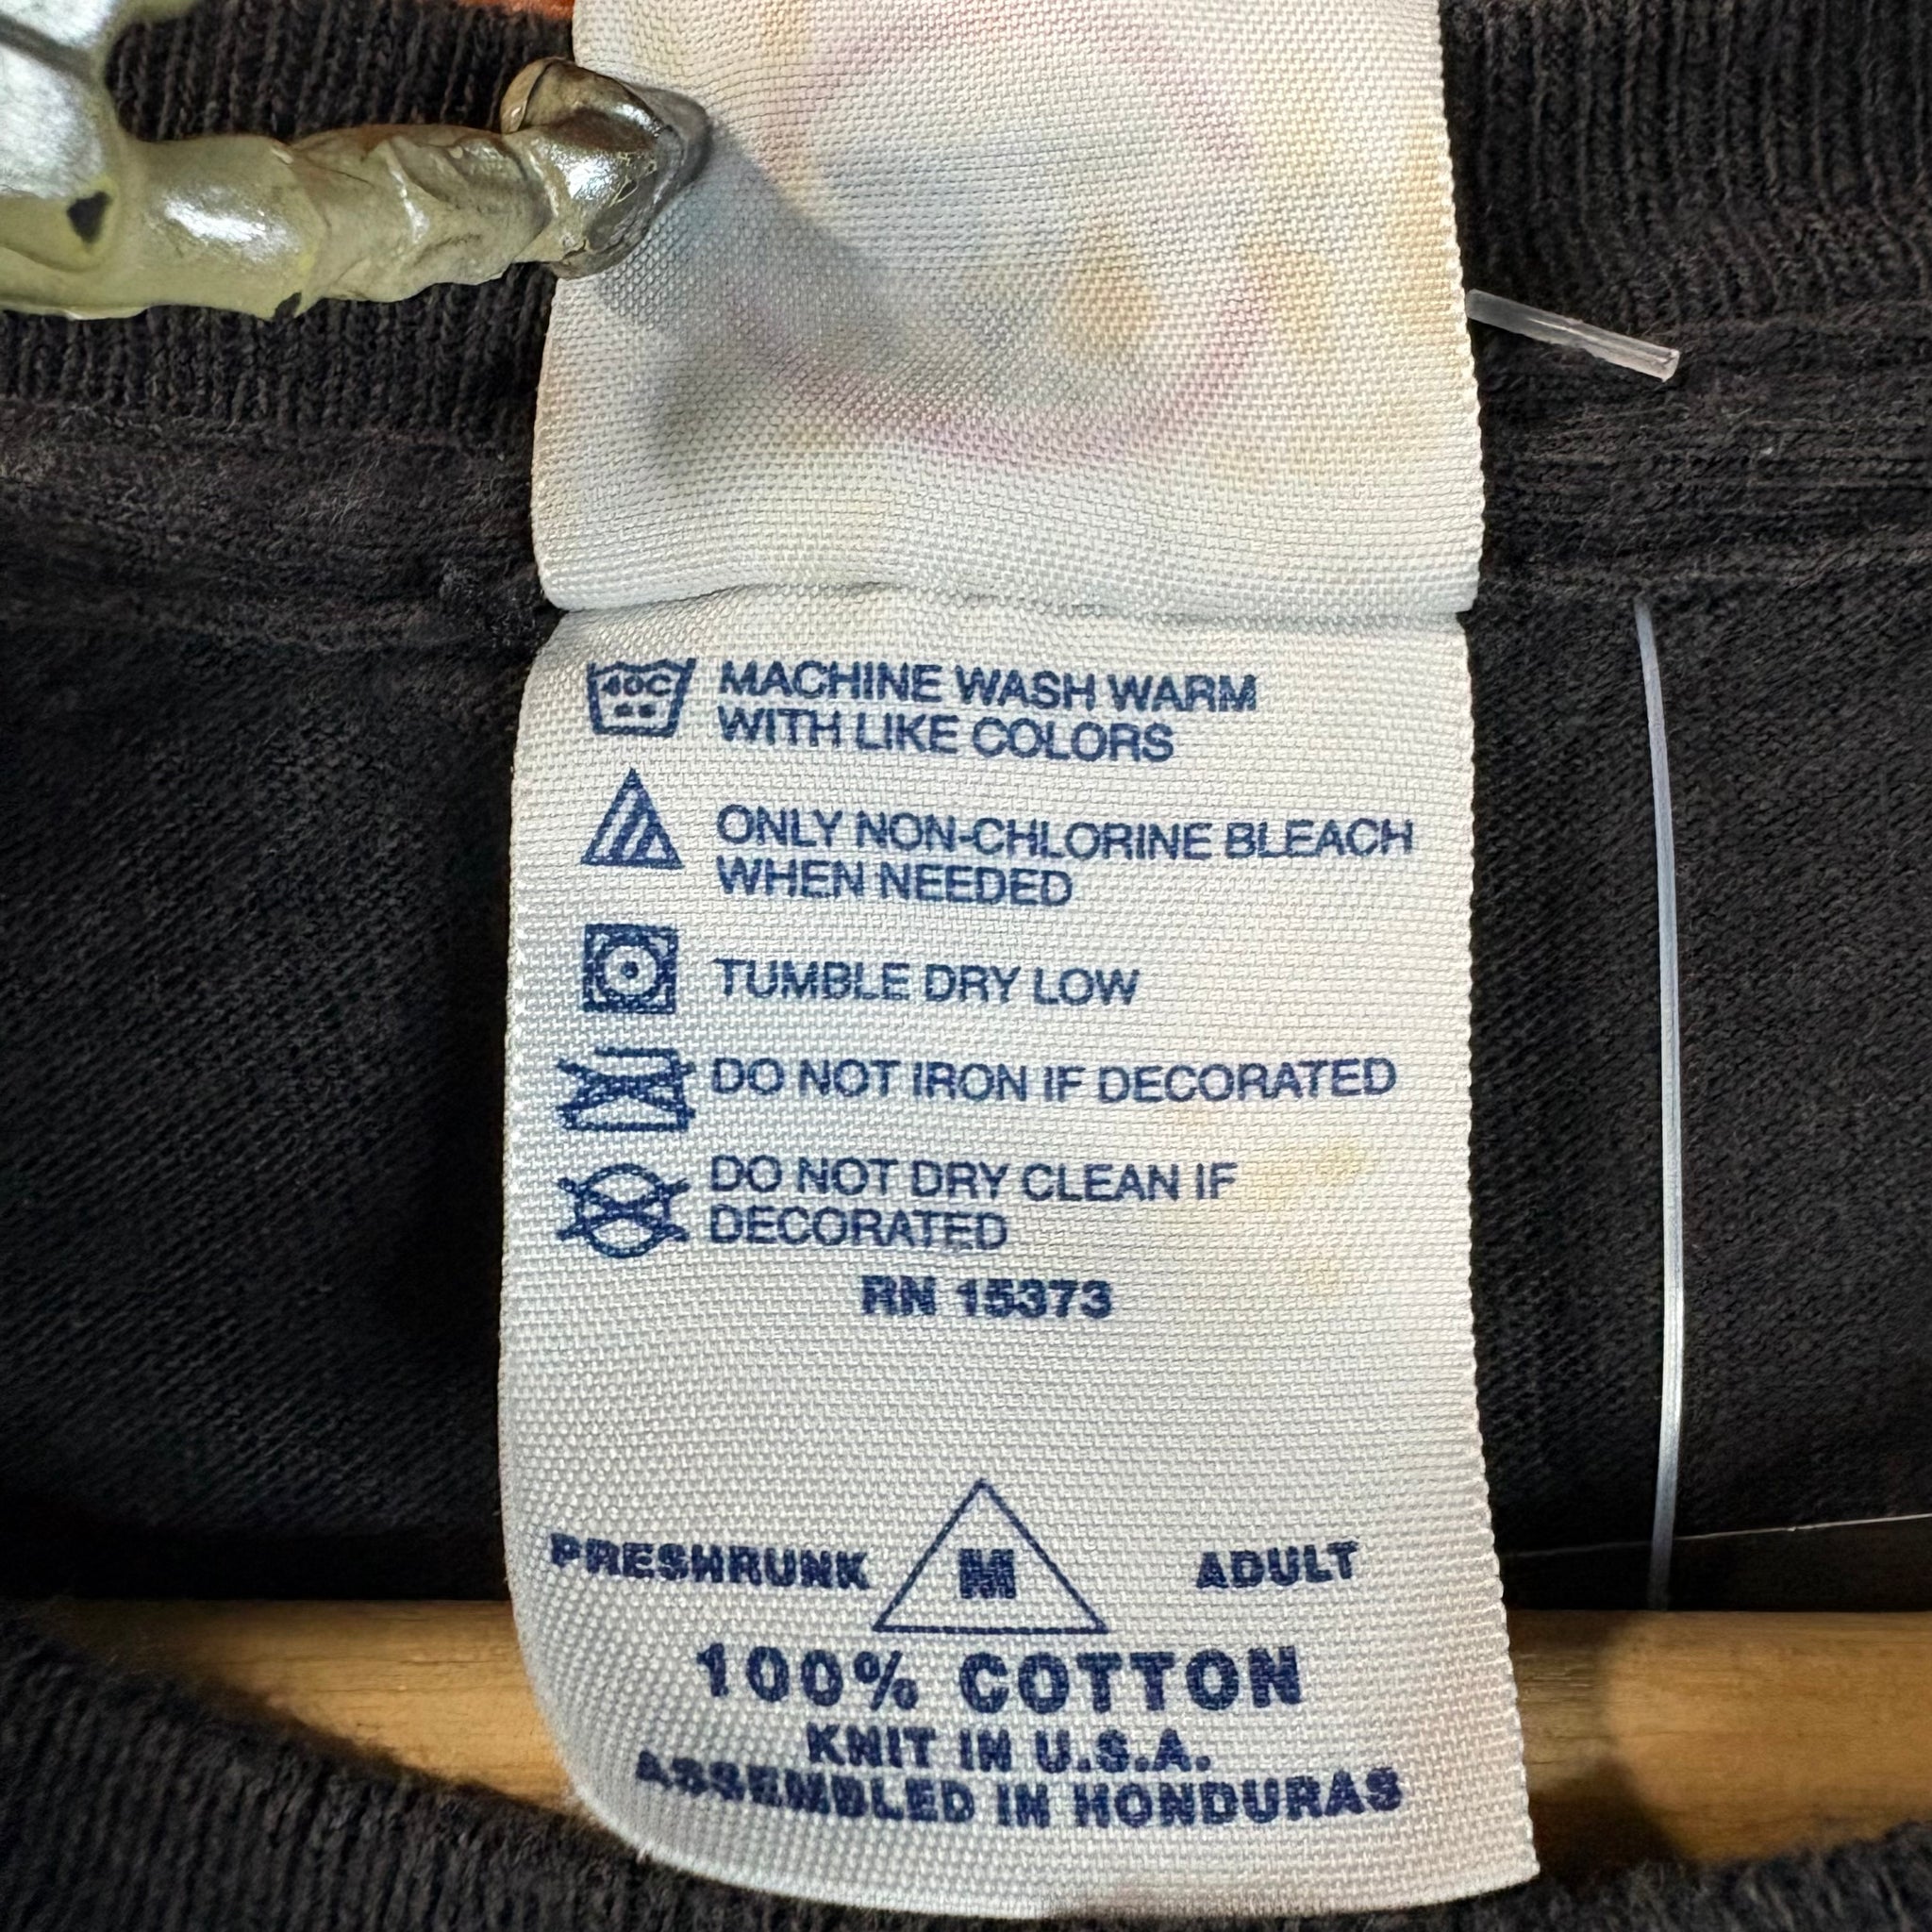 40C
MACHINE WASH WARM
WITH LIKE COLORS
ONLY NON-CHLORINE BLEACH
WHEN NEEDED
TUMBLE DRY LOW
DO NOT IRON IF DECORATED
DO NOT DRY CLEAN IF
DECORATED
RN 15373
PRESHRUNK M ADULT
100% COTTON
KNIT IN U.S.A.
ASSEMBLED IN HONDURAS